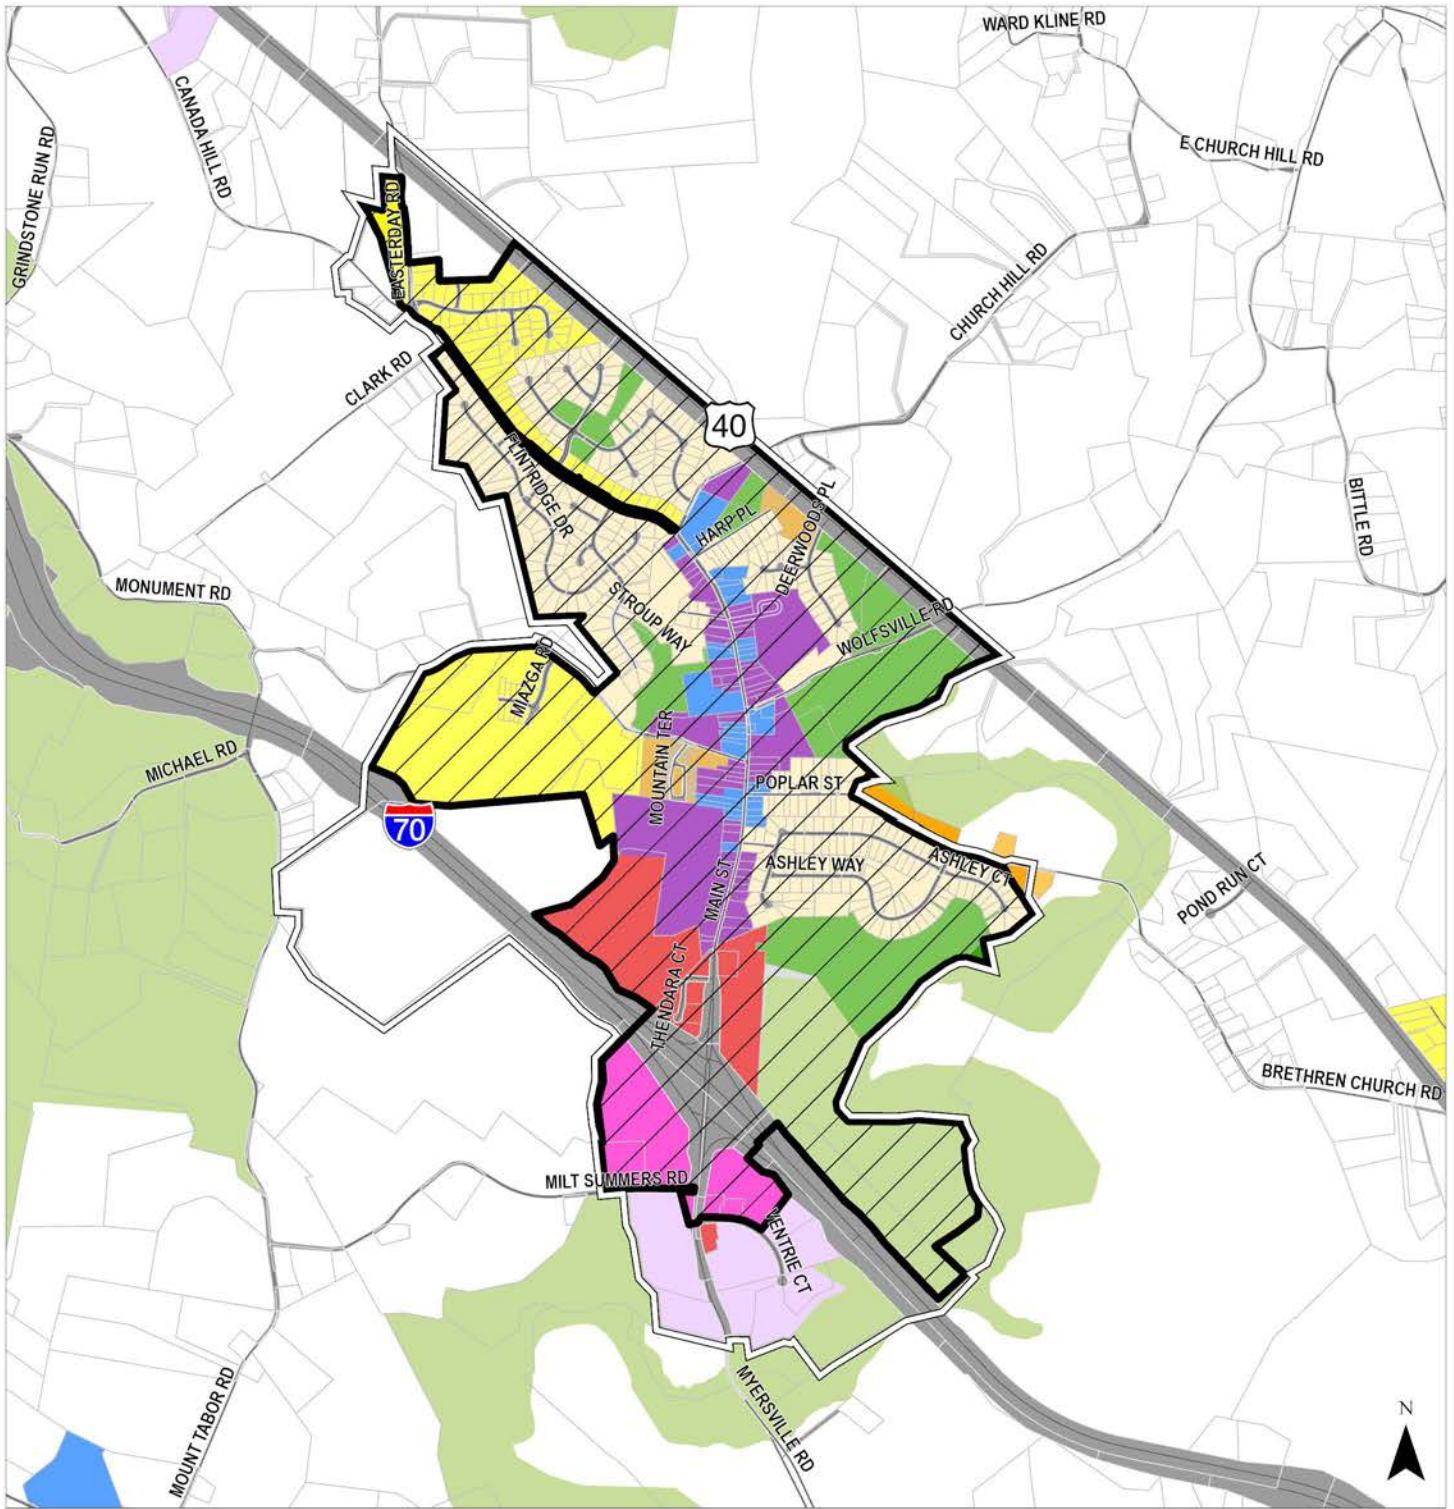 WARD KLINE RD
CANADA HILL RD
GRINDSTONE RUN RD
E CHURCH HILL RD
EASTERDAY RD
CHURCH HILL RD
CLARK RD
40
FLINTRIDGE DR
HARP PL
DEERWOODS PL
BITTLE RD
MONUMENT RD
STROUP WAY
WOLFSVILLE RD
MIAZGA RD
MICHAEL RD
MOUNTAIN TER
POPLAR ST
70
ASHLEY WAY
ASHLEY CT
MAIN ST
POND RUN CT
THENDARA CT
BRETHREN CHURCH RD
MILT SUMMERS RD
VENTRIE CT
MOUNT TABOR RD
MYERSVILLE RD
N